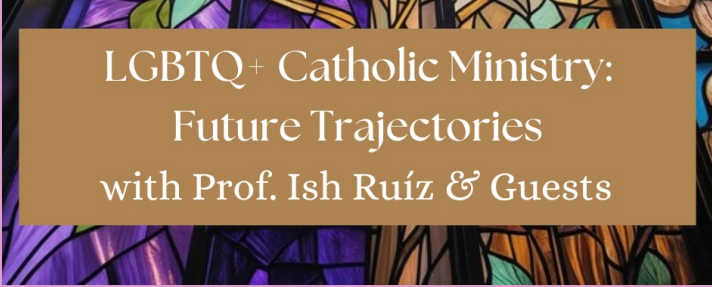 LGBTQ+ Catholic Ministry:
Future Trajectories
with Prof. Ish Ruíz & Guests